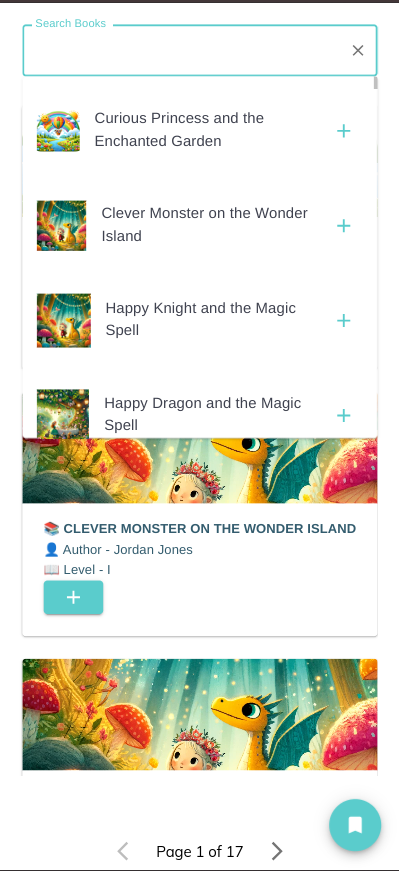 Search Books
Curious Princess and the
Enchanted Garden
Clever Monster on the Wonder
Island
Happy Knight and the Magic
Spell
Happy Dragon and the Magic
Spell
📚 CLEVER MONSTER ON THE WONDER ISLAND
👤 Author - Jordan Jones
📖 Level - I
Page 1 of 17